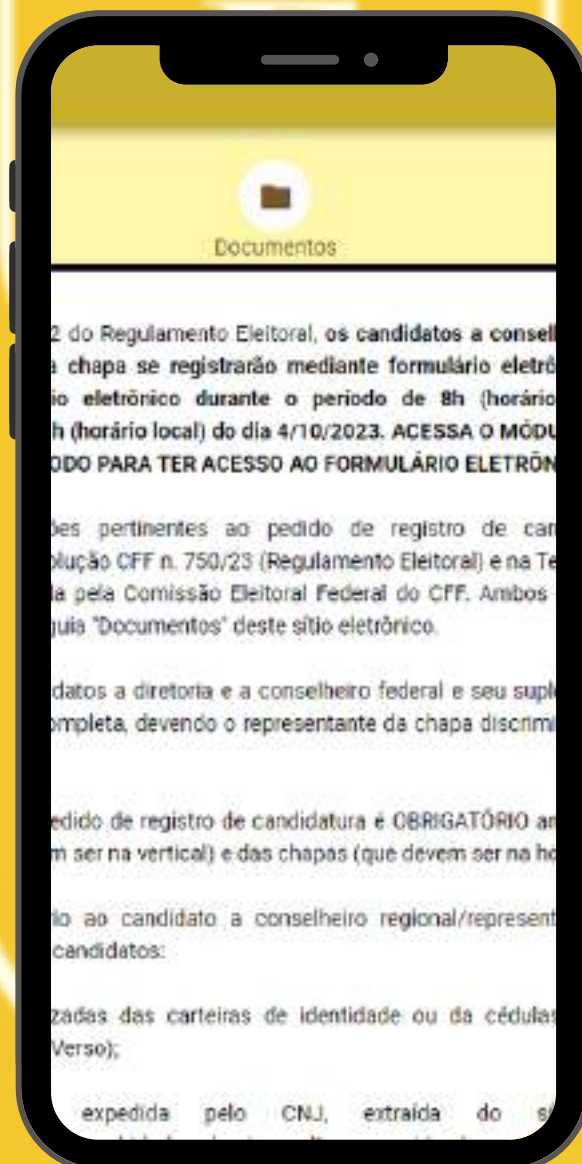 Documentos
2 do Regulamento Eleitoral, os candidatos a consel
a chapa se registrarão mediante formulário eletrô
io eletrônico durante o período de 8h (horário
h (horário local) do dia 4/10/2023. ACESSA O MÓDU
ODO PARA TER ACESSO AO FORMULÁRIO ELETRÔN
ões pertinentes ao pedido de registro de can
olução CFF n. 750/23 (Regulamento Eleitoral) e na Te
la pela Comissão Eleitoral Federal do CFF. Ambos
guia "Documentos" deste sítio eletrônico.
datos a diretoria e a conselheiro federal e seu supl
ompleta, devendo o representante da chapa discrimi
edido de registro de candidatura é OBRIGATÓRIO an
m ser na vertical) e das chapas (que devem ser na ho
io ao candidato a conselheiro regional/represent
candidatos:
zadas das carteiras de identidade ou da cédulas
Verso);
expedida pelo CNJ, extraída do s